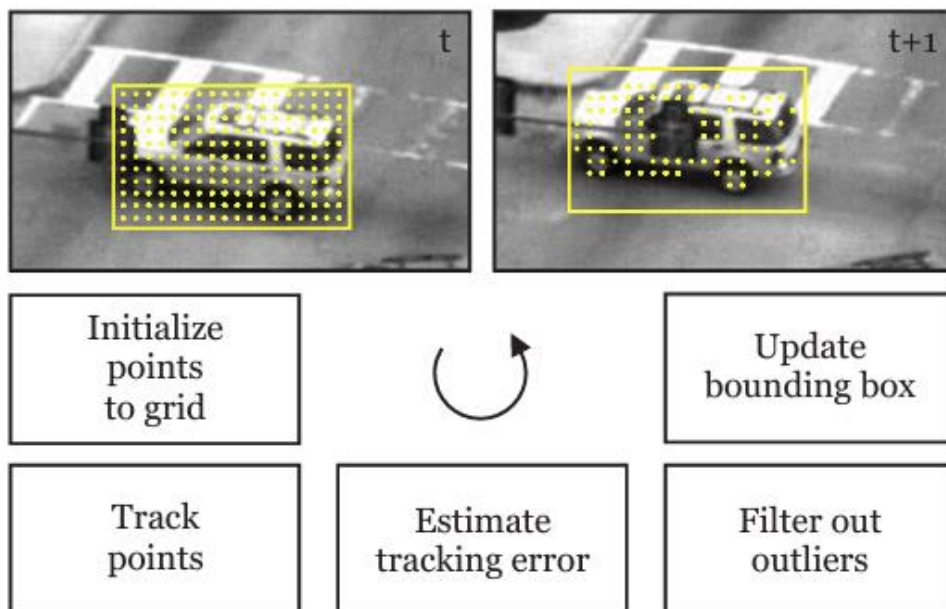 t
t+1
Initialize
points
to grid
Update
bounding box
Track
points
Estimate
tracking error
Filter out
outliers